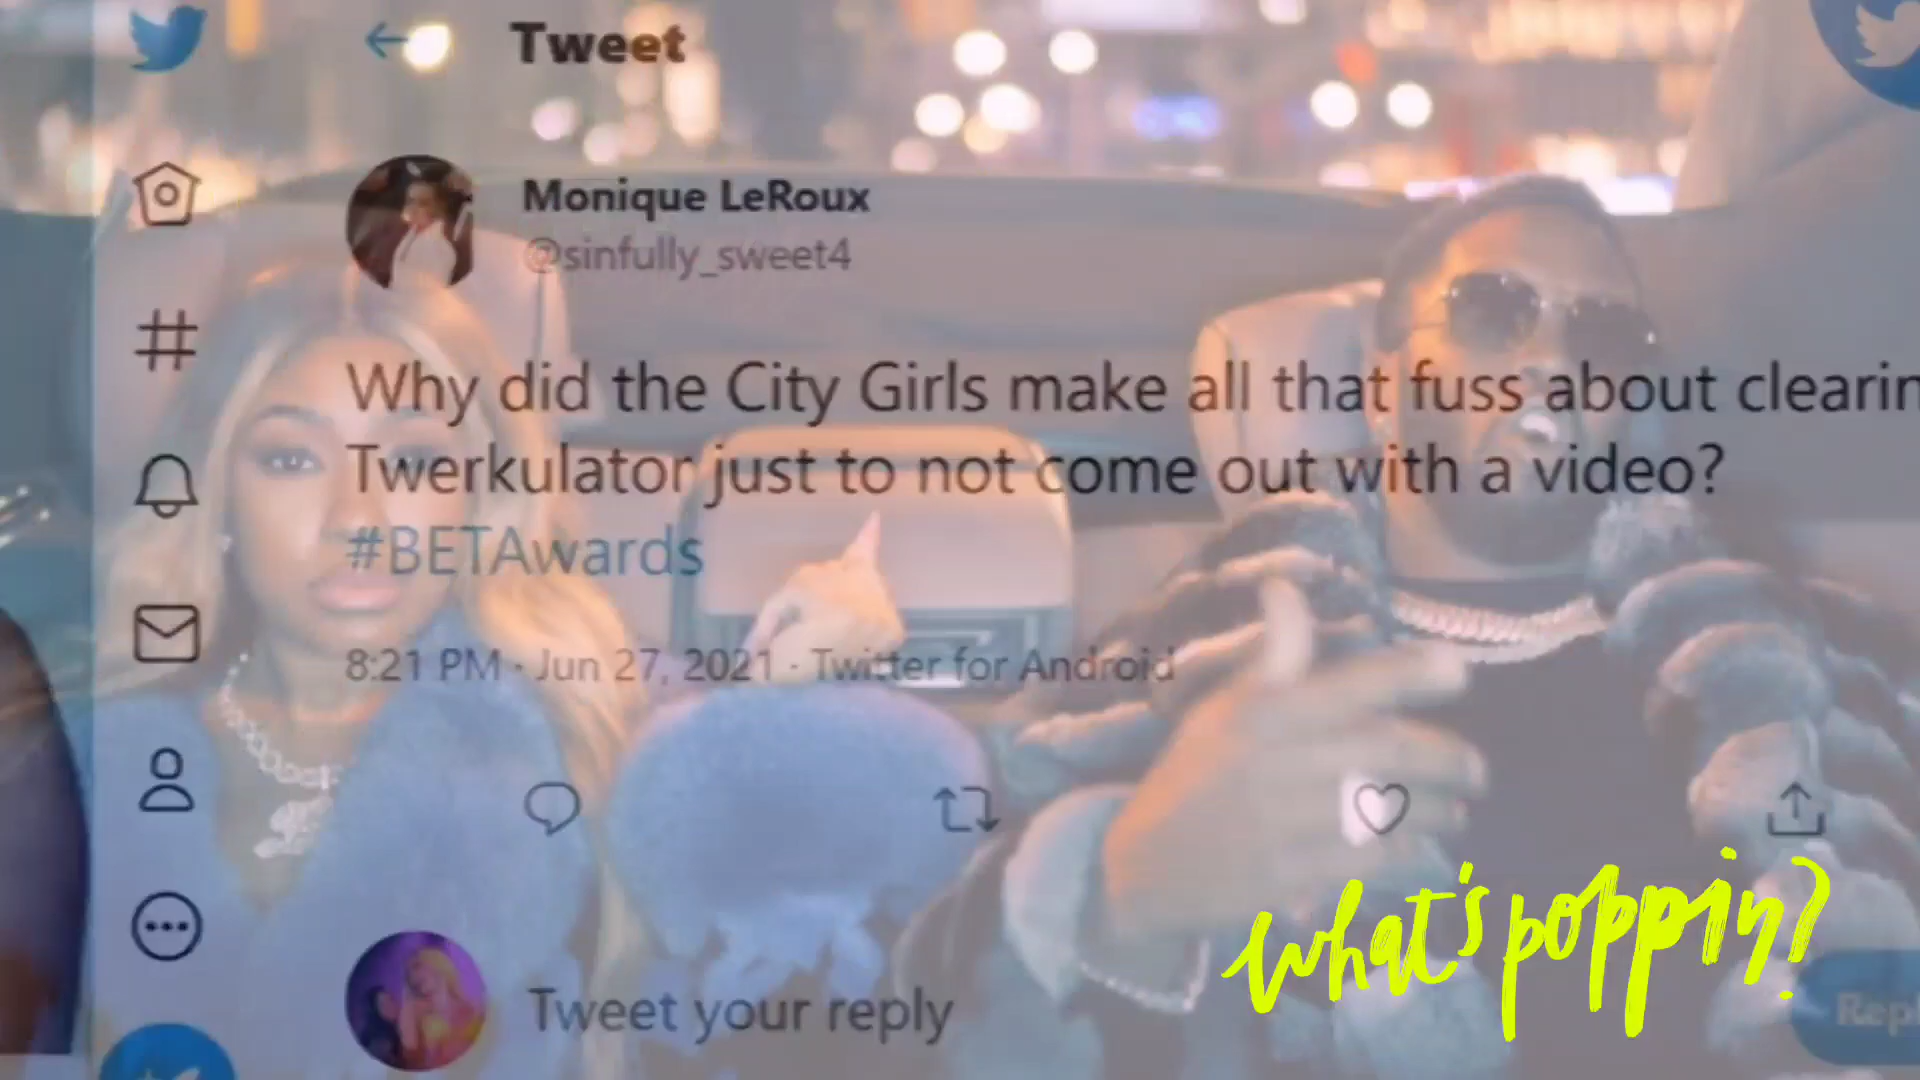 Tweet
Monique LeRoux
@sinfully_sweet4
Why did the City Girls make all that fuss about
Twerkulator just to not come out with a video?
#BETAwards
8:21 PM · Jun 27, 2021 · Twitter for Android
Tweet your reply
what's poppin?